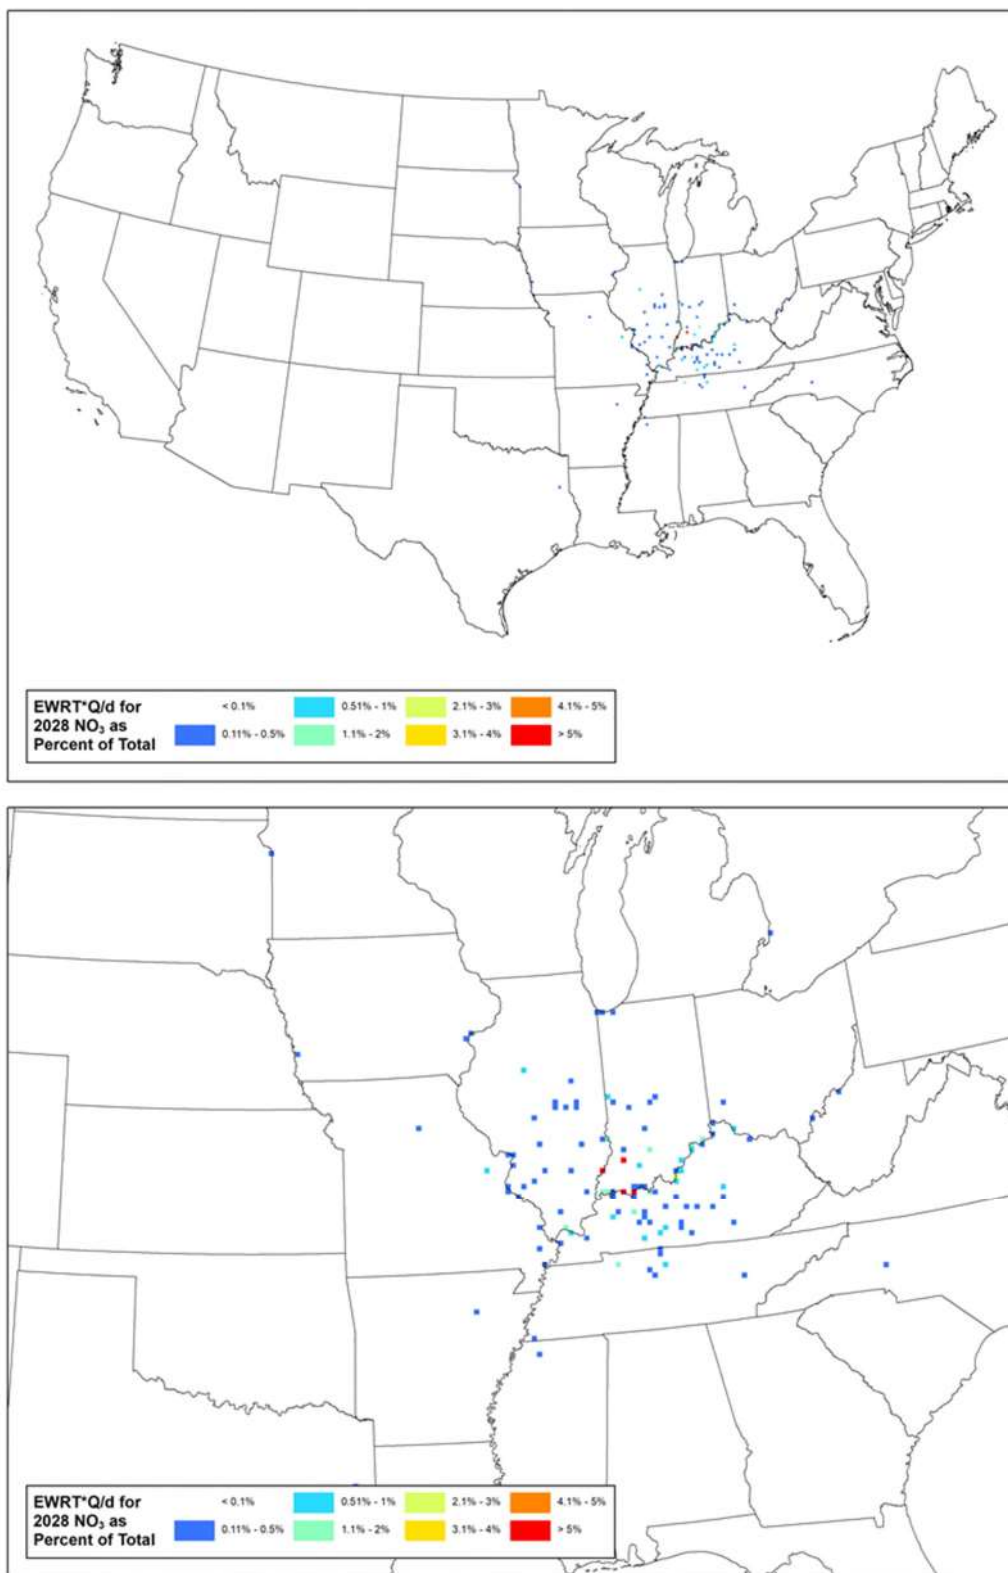 EWRT*Q/d for
2028 NO₃ as
Percent of Total
< 0.1%
0.51% - 1%
2.1% - 3%
4.1% - 5%
0.11% - 0.5%
1.1% - 2%
3.1% - 4%
> 5%
EWRT*Q/d for
2028 NO₃ as
Percent of Total
< 0.1%
0.51% - 1%
2.1% - 3%
4.1% - 5%
0.11% - 0.5%
1.1% - 2%
3.1% - 4%
> 5%